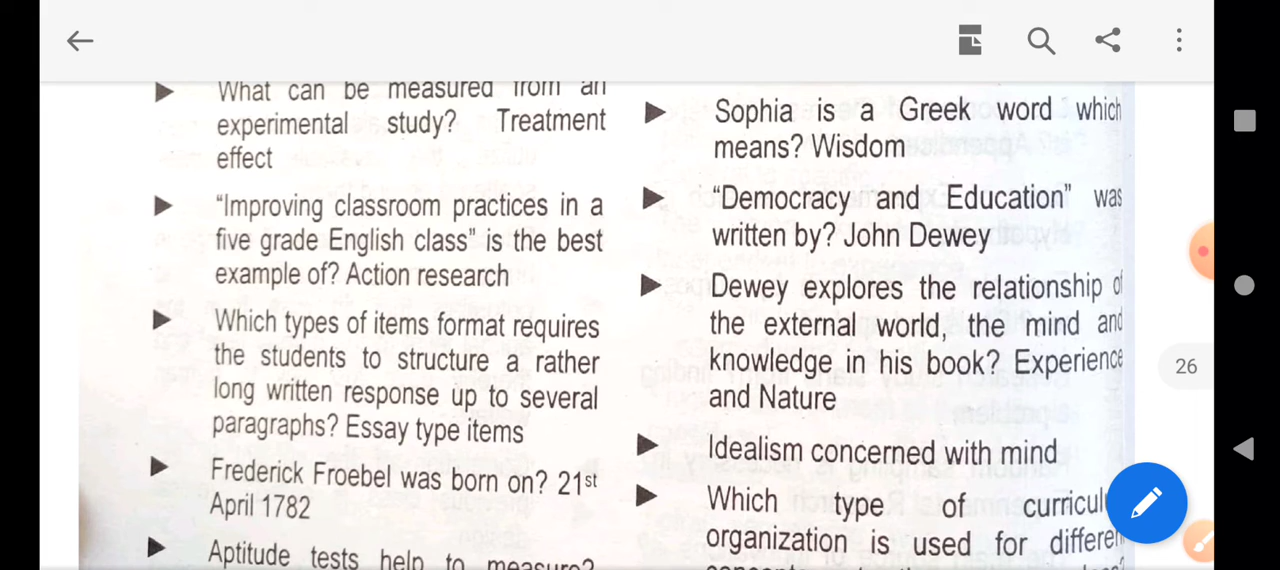 What can be measured from an
experimental study? Treatment
effect
"Improving classroom practices in a
five grade English class" is the best
example of? Action research
Which types of items format requires
the students to structure a rather
long written response up to several
paragraphs? Essay type items
Frederick Froebel was born on? 21st
April 1782
Aptitude tests help to measure?
Sophia is a Greek word which
means? Wisdom
"Democracy and Education" was
written by? John Dewey
Dewey explores the relationship of
the external world, the mind and
knowledge in his book? Experience
and Nature
Idealism concerned with mind
Which type of
organization is used for
26